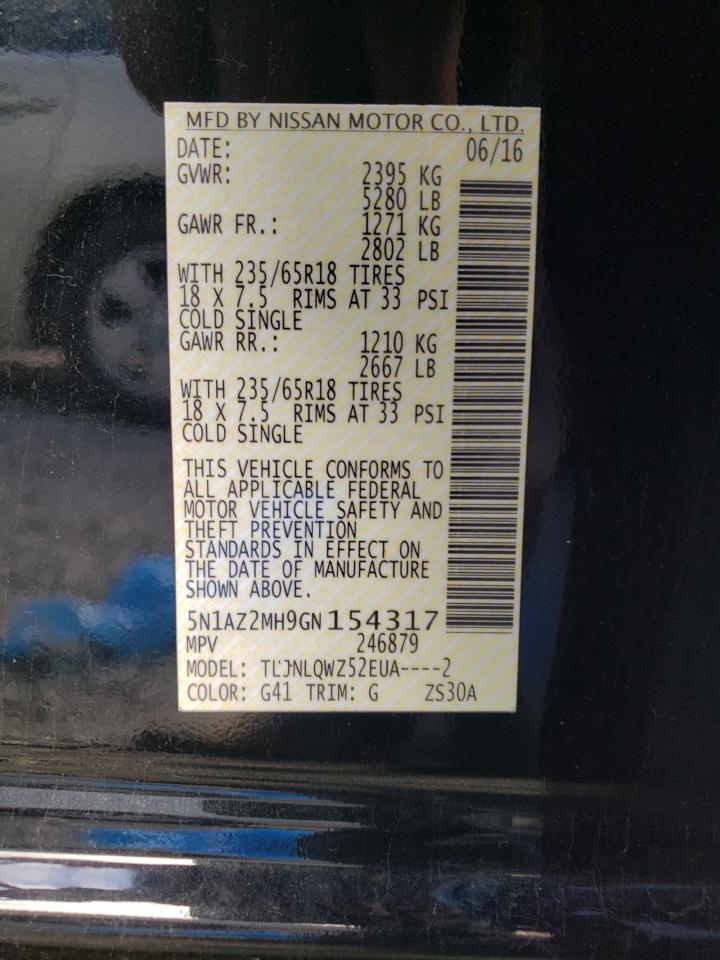 MFD BY NISSAN MOTOR CO., LTD.
DATE: 06/16
GVWR: 2395 KG
5280 LB
GAWR FR.: 1271 KG
2802 LB
WITH 235/65R18 TIRES
18 X 7.5 RIMS AT 33 PSI
COLD SINGLE
GAWR RR.: 1210 KG
2667 LB
WITH 235/65R18 TIRES
18 X 7.5 RIMS AT 33 PSI
COLD SINGLE
THIS VEHICLE CONFORMS TO
ALL APPLICABLE FEDERAL
MOTOR VEHICLE SAFETY AND
THEFT PREVENTION
STANDARDS IN EFFECT ON
THE DATE OF MANUFACTURE
SHOWN ABOVE.
5N1AZ2MH9GN154317
MPV 246879
MODEL:
COLOR: G41 TRIM: G ZS30A